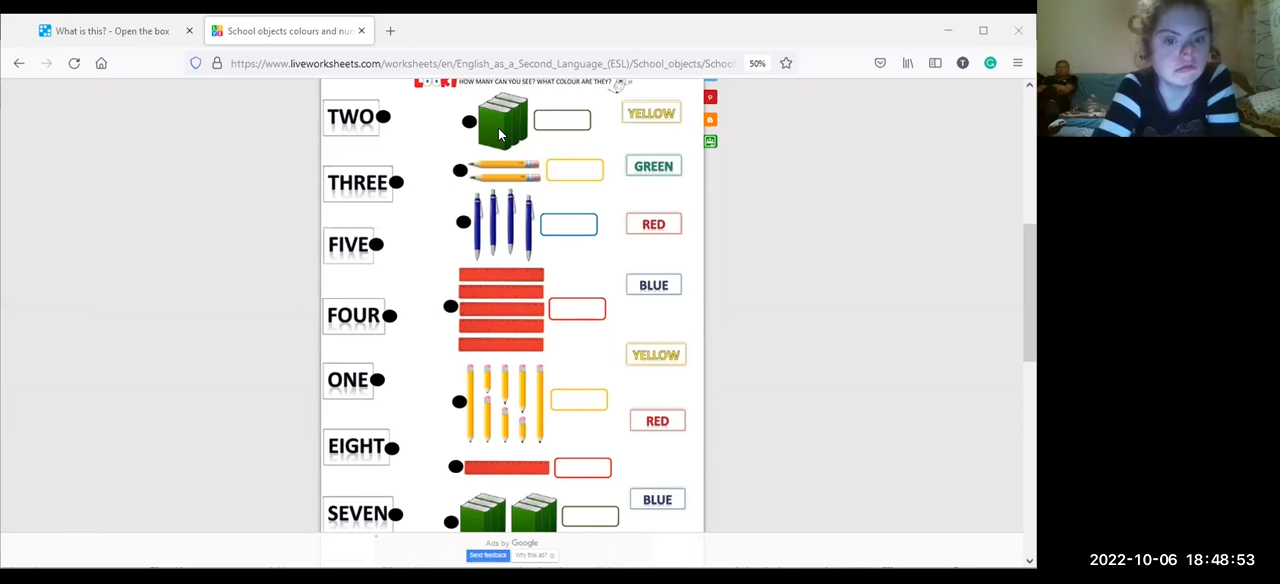 What is this? - Open the box
School objects colours and nun
https://www.liveworksheets.com/worksheets/en/English_as_a_Second_Language_(ESL)/School_objects/School
50%
HOW MANY CAN YOU SEE? WHAT COLOUR ARE THEY?
TWO
YELLOW
THREE
GREEN
FIVE
RED
BLUE
FOUR
YELLOW
ONE
RED
EIGHT
BLUE
SEVEN
Ads by Google
Send feedback
Why this ad?
2022-10-06 18:48:53